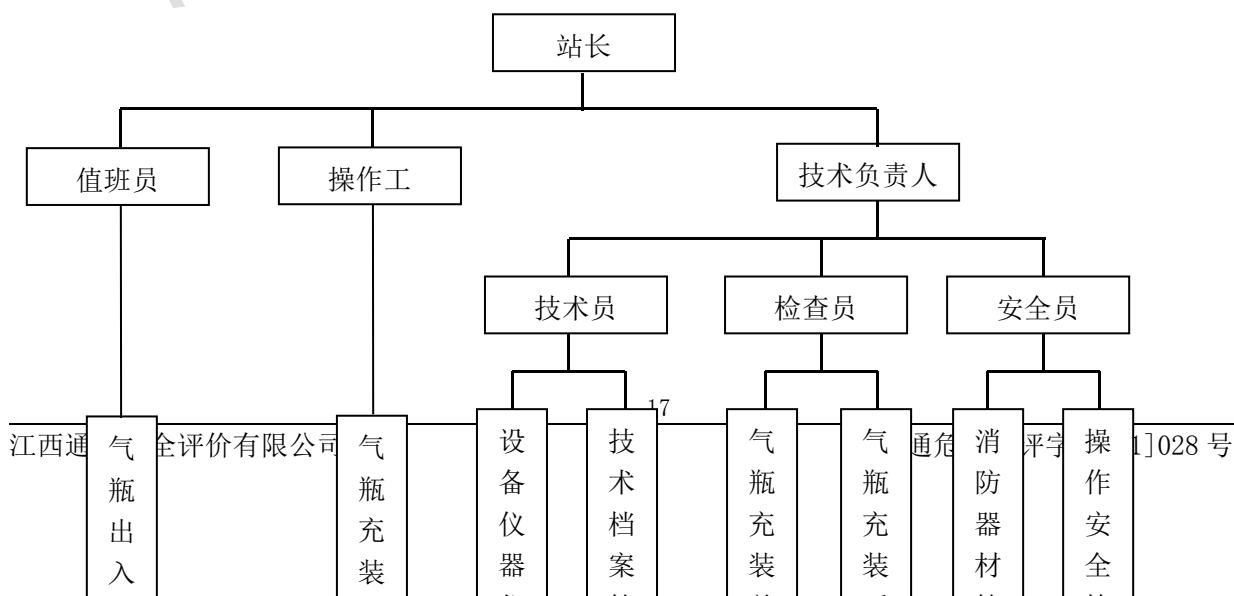 站长
值班员
操作工
技术负责人
技术员
检查员
安全员
17
江西通
全评价有限公司
通危
评字
1]028 号
气瓶出入
气瓶充装
设备仪器
技术档案
气瓶充装
气瓶充装
消防器材
操作安全